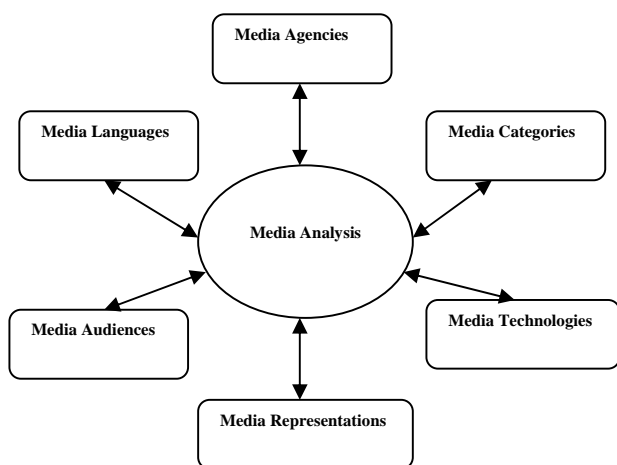 Media Agencies
Media Languages
Media Categories
Media Analysis
Media Audiences
Media Technologies
Media Representations